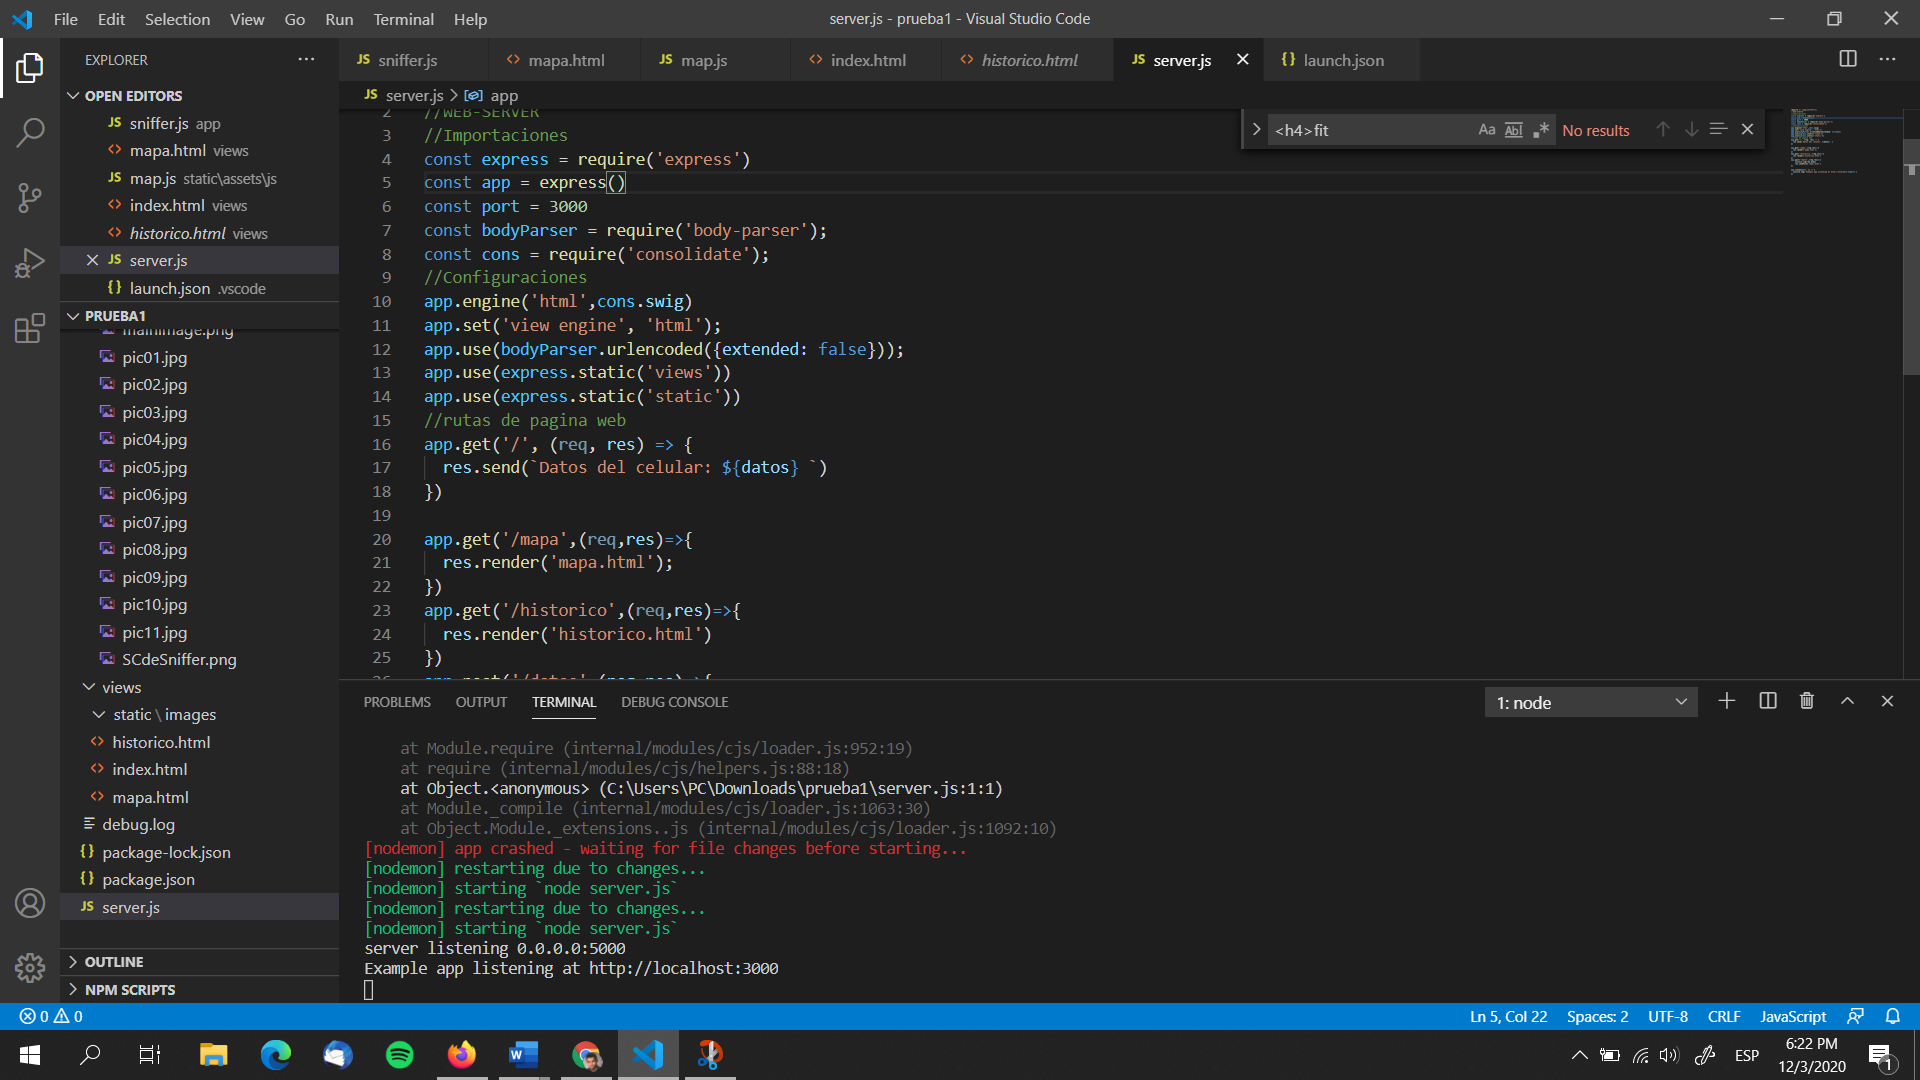 File Edit Selection View Go Run Terminal Help
server.js - prueba1 - Visual Studio Code
EXPLORER
OPEN EDITORS
JS sniffer.js app
<> mapa.html views
JS map.js static\assets\js
<> index.html views
<> historico.html views
JS server.js
{} launch.json .vscode
PRUEBA1
mainimage.png
pic01.jpg
pic02.jpg
pic03.jpg
pic04.jpg
pic05.jpg
pic06.jpg
pic07.jpg
pic08.jpg
pic09.jpg
pic10.jpg
pic11.jpg
SCdeSniffer.png
views
static \ images
<> historico.html
<> index.html
<> mapa.html
debug.log
{} package-lock.json
{} package.json
JS server.js
OUTLINE
NPM SCRIPTS
JS sniffer.js <> mapa.html JS map.js <> index.html <> historico.html JS server.js {} launch.json
JS server.js > app
<h4>fit Aa Abl .* No results
2 //WEB-SERVER
3 //Importaciones
4 const express = require('express')
5 const app = express()
6 const port = 3000
7 const bodyParser = require('body-parser');
8 const cons = require('consolidate');
9 //Configuraciones
10 app.engine('html',cons.swig)
11 app.set('view engine', 'html');
12 app.use(bodyParser.urlencoded({extended: false}));
13 app.use(express.static('views'))
14 app.use(express.static('static'))
15 //rutas de pagina web
16 app.get('/', (req, res) => {
17 res.send(`Datos del celular: ${datos} `)
18 })
19
20 app.get('/mapa',(req,res)=>{
21 res.render('mapa.html');
22 })
23 app.get('/historico',(req,res)=>{
24 res.render('historico.html')
25 })
26 app.post('/datos',(req,res)=>{
PROBLEMS OUTPUT TERMINAL DEBUG CONSOLE
1: node
at Module.require (internal/modules/cjs/loader.js:952:19)
at require (internal/modules/cjs/helpers.js:88:18)
at Object.<anonymous> (C:\Users\PC\Downloads\prueba1\server.js:1:1)
at Module._compile (internal/modules/cjs/loader.js:1063:30)
at Object.Module._extensions..js (internal/modules/cjs/loader.js:1092:10)
[nodemon] app crashed - waiting for file changes before starting...
[nodemon] restarting due to changes...
[nodemon] starting `node server.js`
[nodemon] restarting due to changes...
[nodemon] starting `node server.js`
server listening 0.0.0.0:5000
Example app listening at http://localhost:3000
0 0
Ln 5, Col 22 Spaces: 2 UTF-8 CRLF JavaScript
ESP
6:22 PM
12/3/2020
1